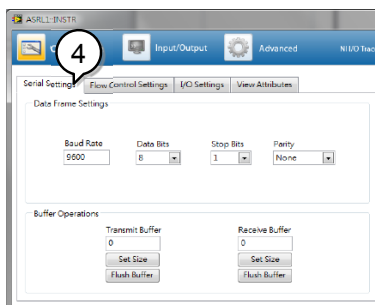 ASRL1::INSTR
4
Input/Output
Advanced
NI I/O Trac
Serial Settings
Flow Control Settings
I/O Settings
View Attributes
Data Frame Settings
Baud Rate
Data Bits
Stop Bits
Parity
9600
8
1
None
Buffer Operations
Transmit Buffer
Receive Buffer
0
0
Set Size
Set Size
Flush Buffer
Flush Buffer